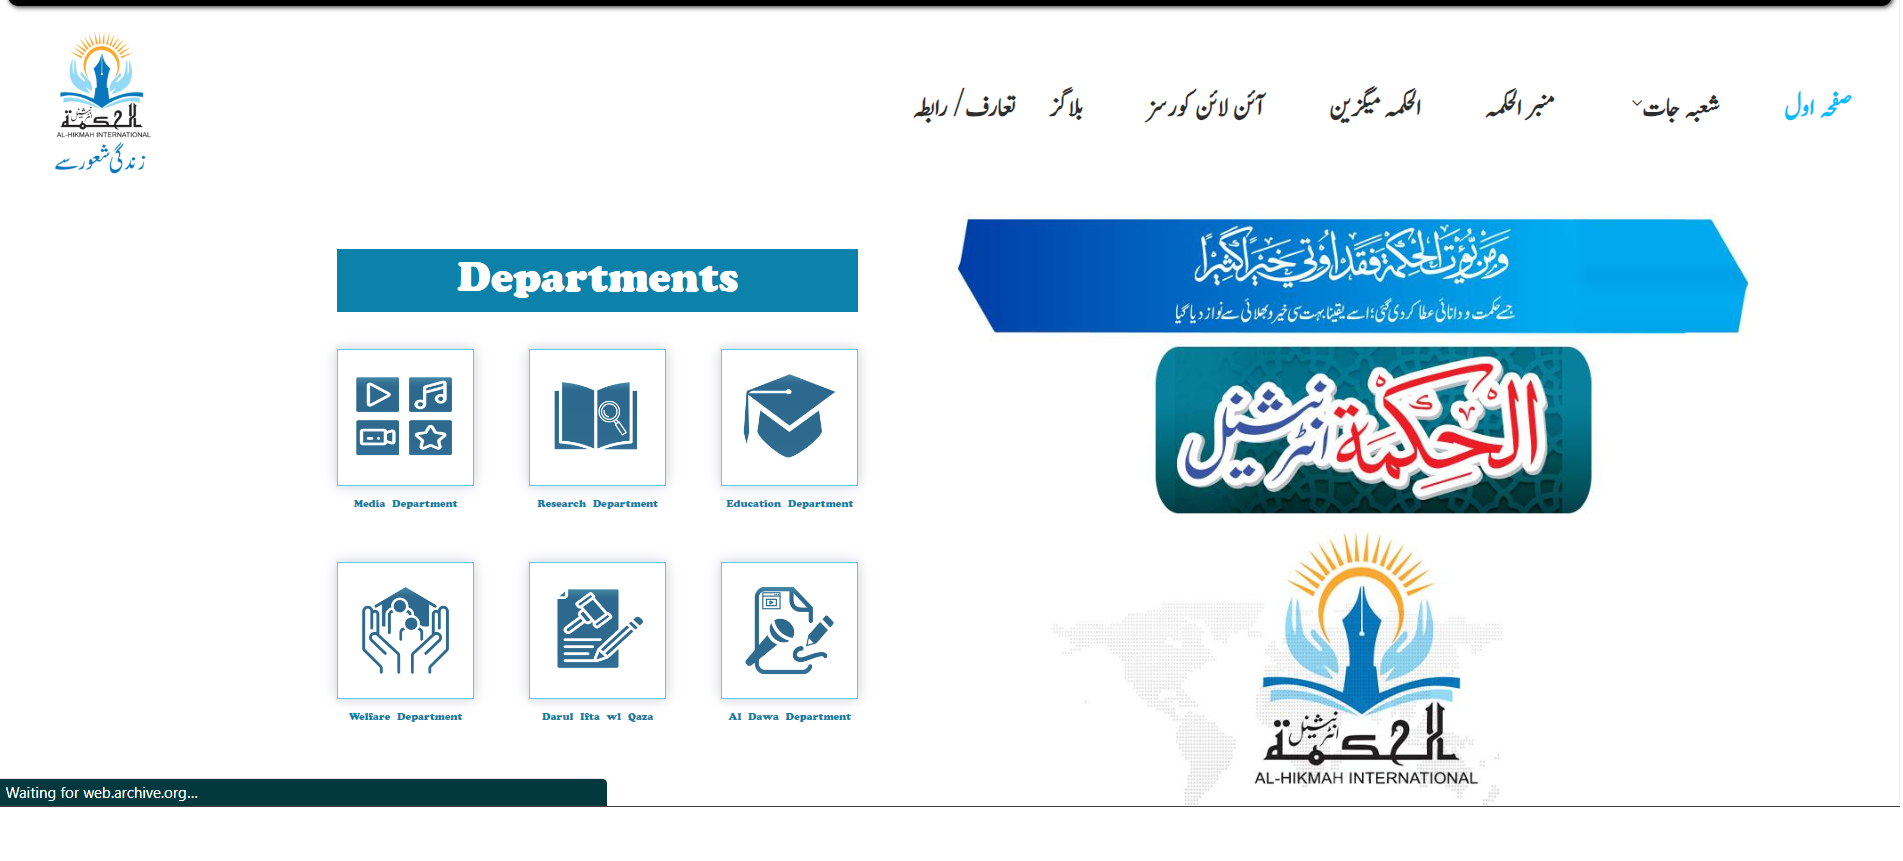 انٹرنیشنل
الحکمة
AL-HIKMAH INTERNATIONAL
زندگی شعور سے
صفحہ اول
شعبہ جات
منبر الحکمہ
الحکمہ میگزین
آئن لائن کورسز
بلاگز
تعارف / رابطہ
Departments
Media Department
Research Department
Education Department
Welfare Department
Darul Ifta wl Qaza
Al Dawa Department
وَمَن يُؤْتَ الْحِكْمَةَ فَقَدْ أُوتِيَ خَيْرًا كَثِيرًا
جسے حکمت و دانائی عطا کر دی گئی؛ اسے یقینا بہت سی خیر و بھلائی سے نواز دیا گیا
الحِكْمَة انٹرنیشنل
انٹرنیشنل
الحکمة
AL-HIKMAH INTERNATIONAL
Waiting for web.archive.org...